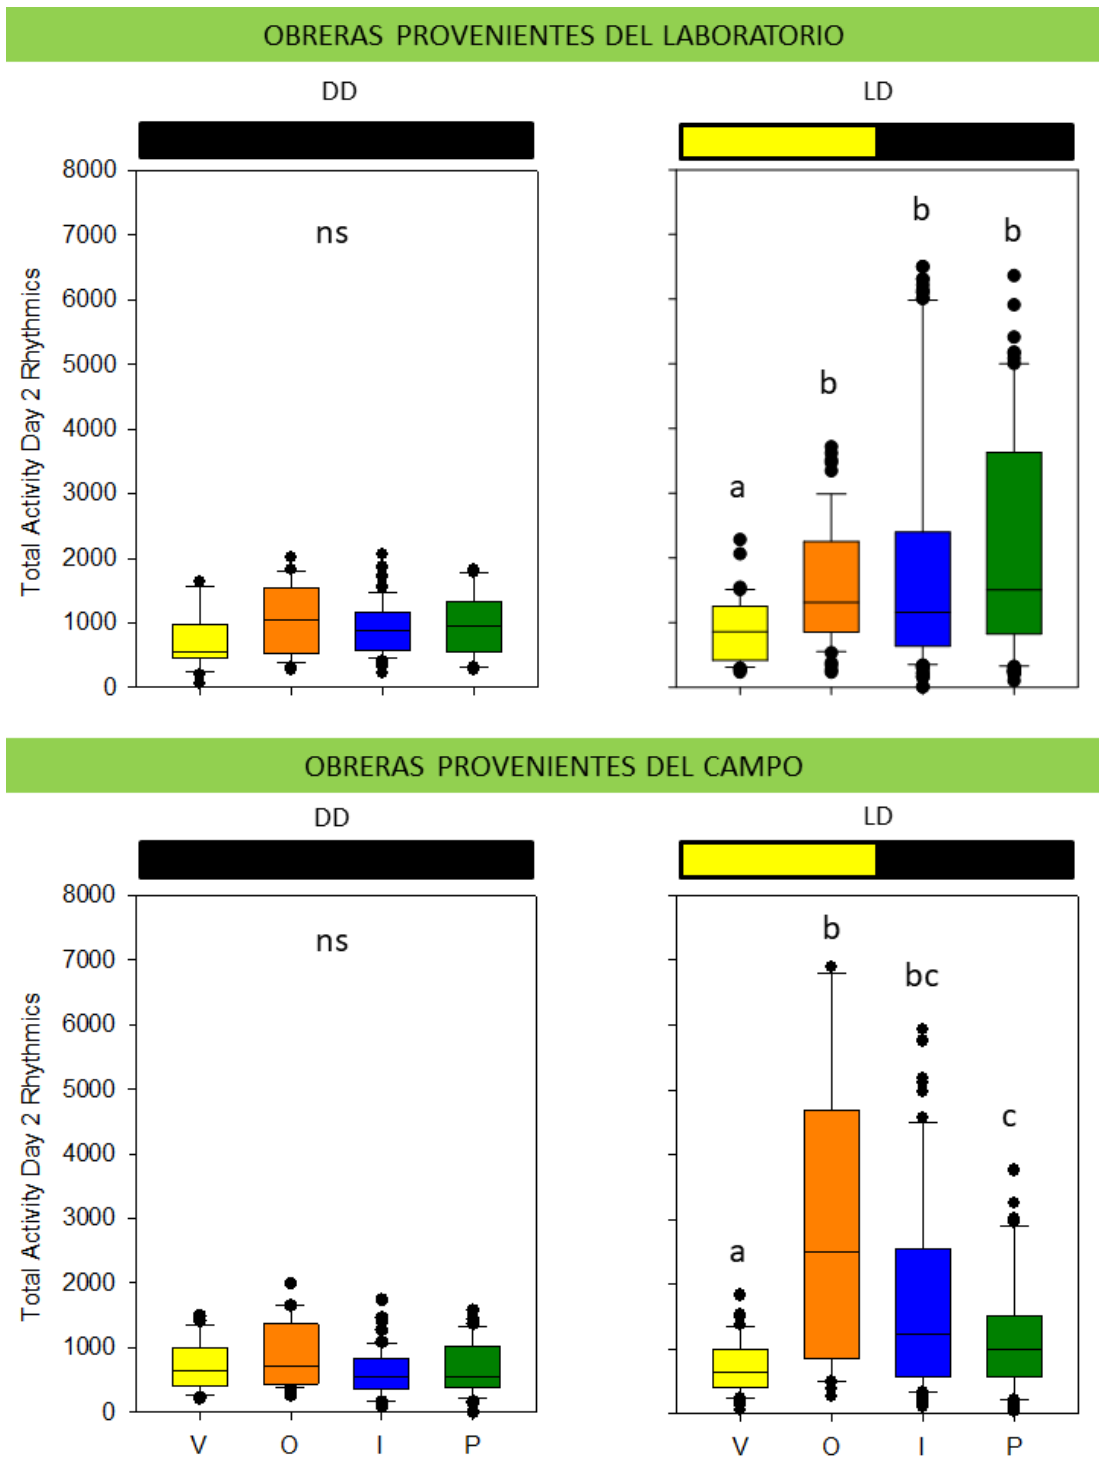 OBRERAS PROVENIENTES DEL LABORATORIO
DD
LD
8000
7000
6000
5000
4000
3000
2000
1000
0
Total Activity Day 2 Rhythmics
ns
a
b
b
b
OBRERAS PROVENIENTES DEL CAMPO
DD
LD
8000
7000
6000
5000
4000
3000
2000
1000
0
Total Activity Day 2 Rhythmics
ns
a
b
bc
c
V O I P
V O I P